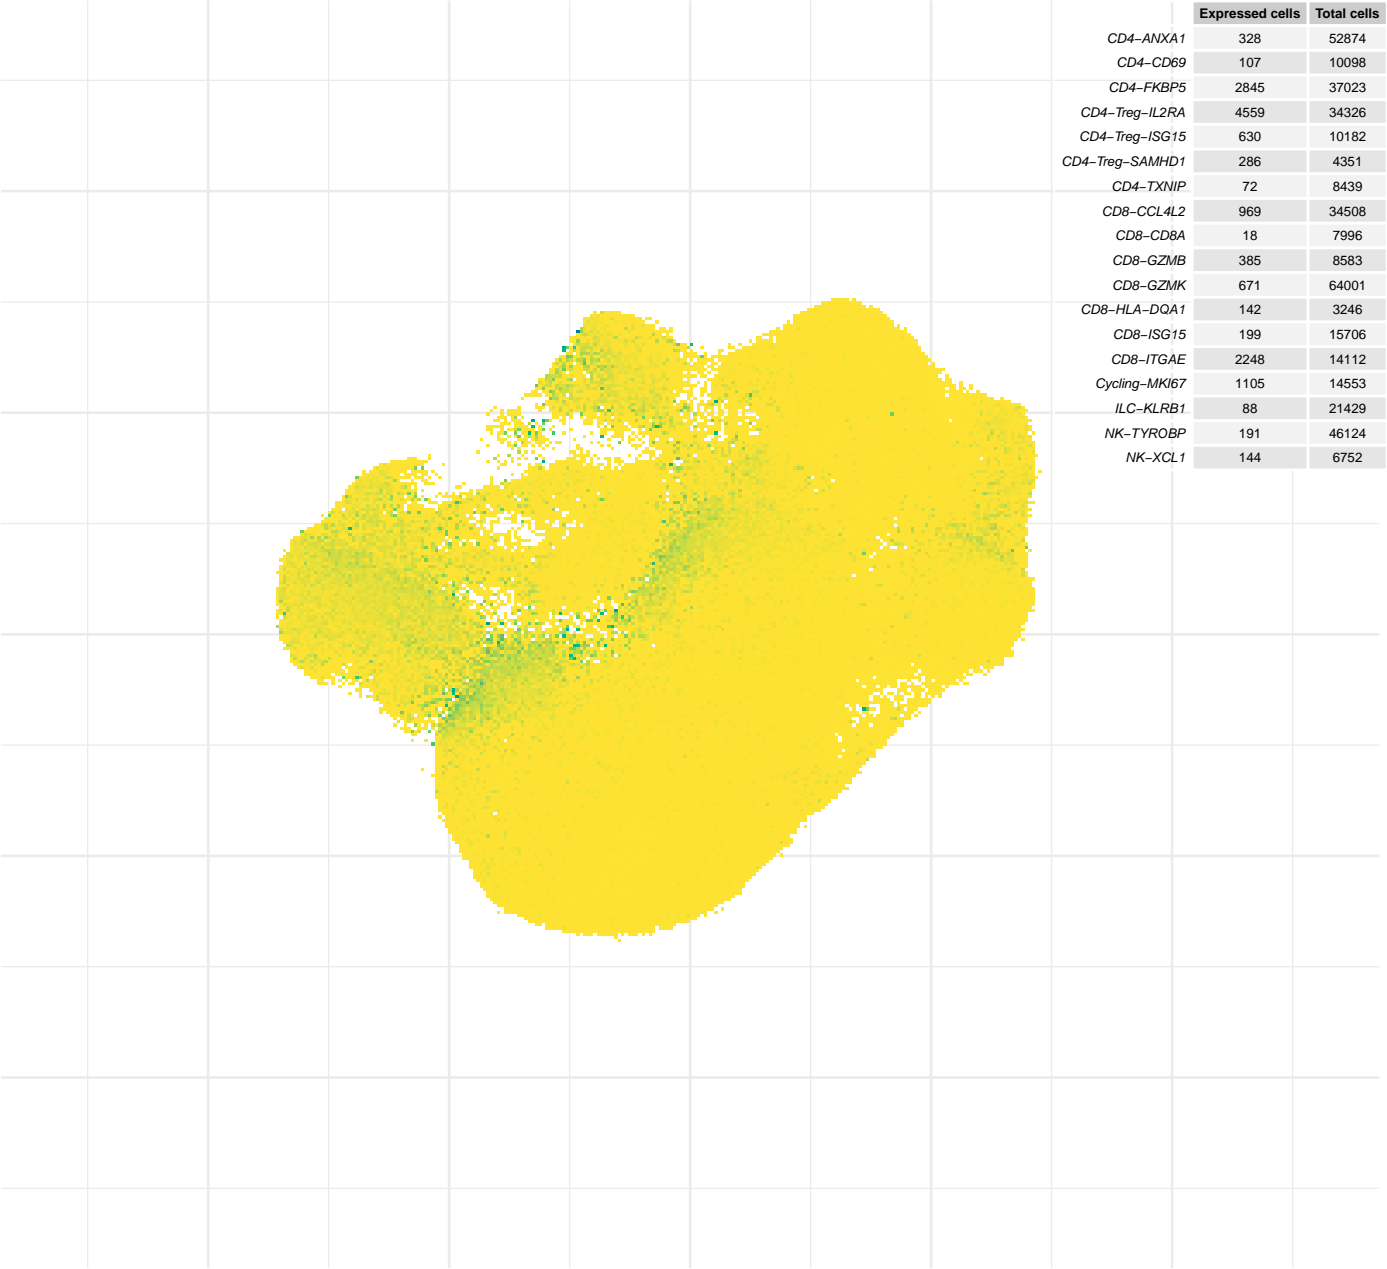 Expressed cells Total cells
CD4−ANXA1 328 52874
CD4−CD69 107 10098
CD4−FKBP5 2845 37023
CD4−Treg−IL2RA 4559 34326
CD4−Treg−ISG15 630 10182
CD4−Treg−SAMHD1 286 4351
CD4−TXNIP 72 8439
CD8−CCL4L2 969 34508
CD8−CD8A 18 7996
CD8−GZMB 385 8583
CD8−GZMK 671 64001
CD8−HLA−DQA1 142 3246
CD8−ISG15 199 15706
CD8−ITGAE 2248 14112
Cycling−MKI67 1105 14553
ILC−KLRB1 88 21429
NK−TYROBP 191 46124
NK−XCL1 144 6752